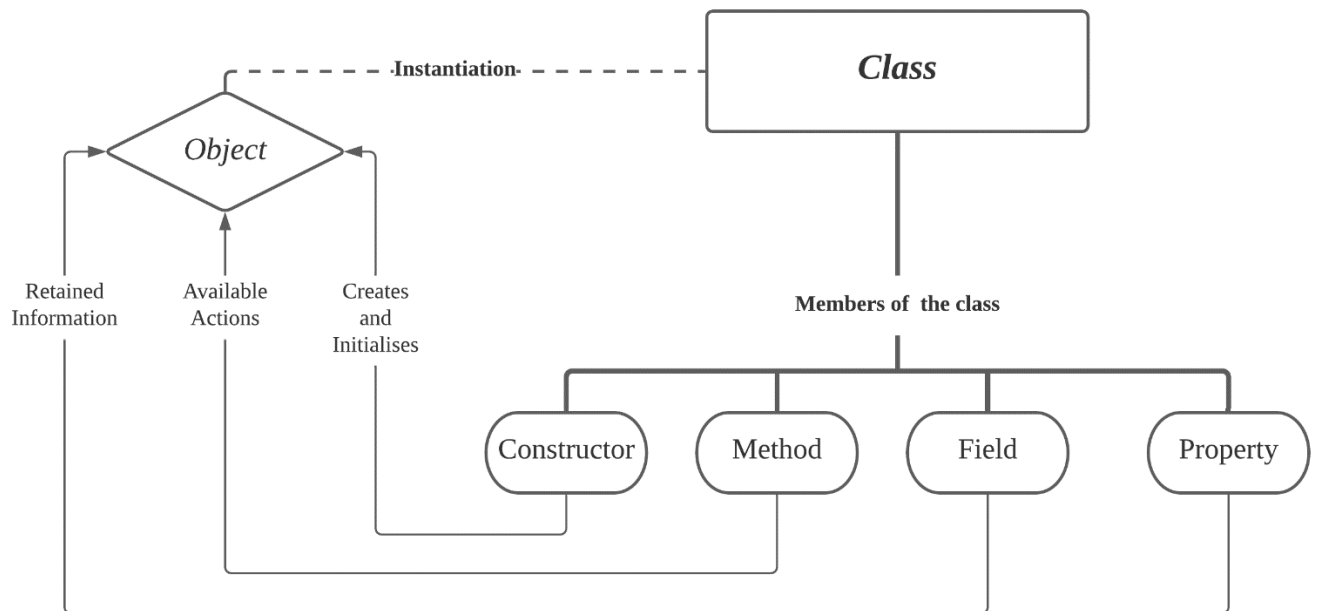 Class
Instantiation
Object
Retained
Information
Available
Actions
Creates
and
Initialises
Members of the class
Constructor
Method
Field
Property